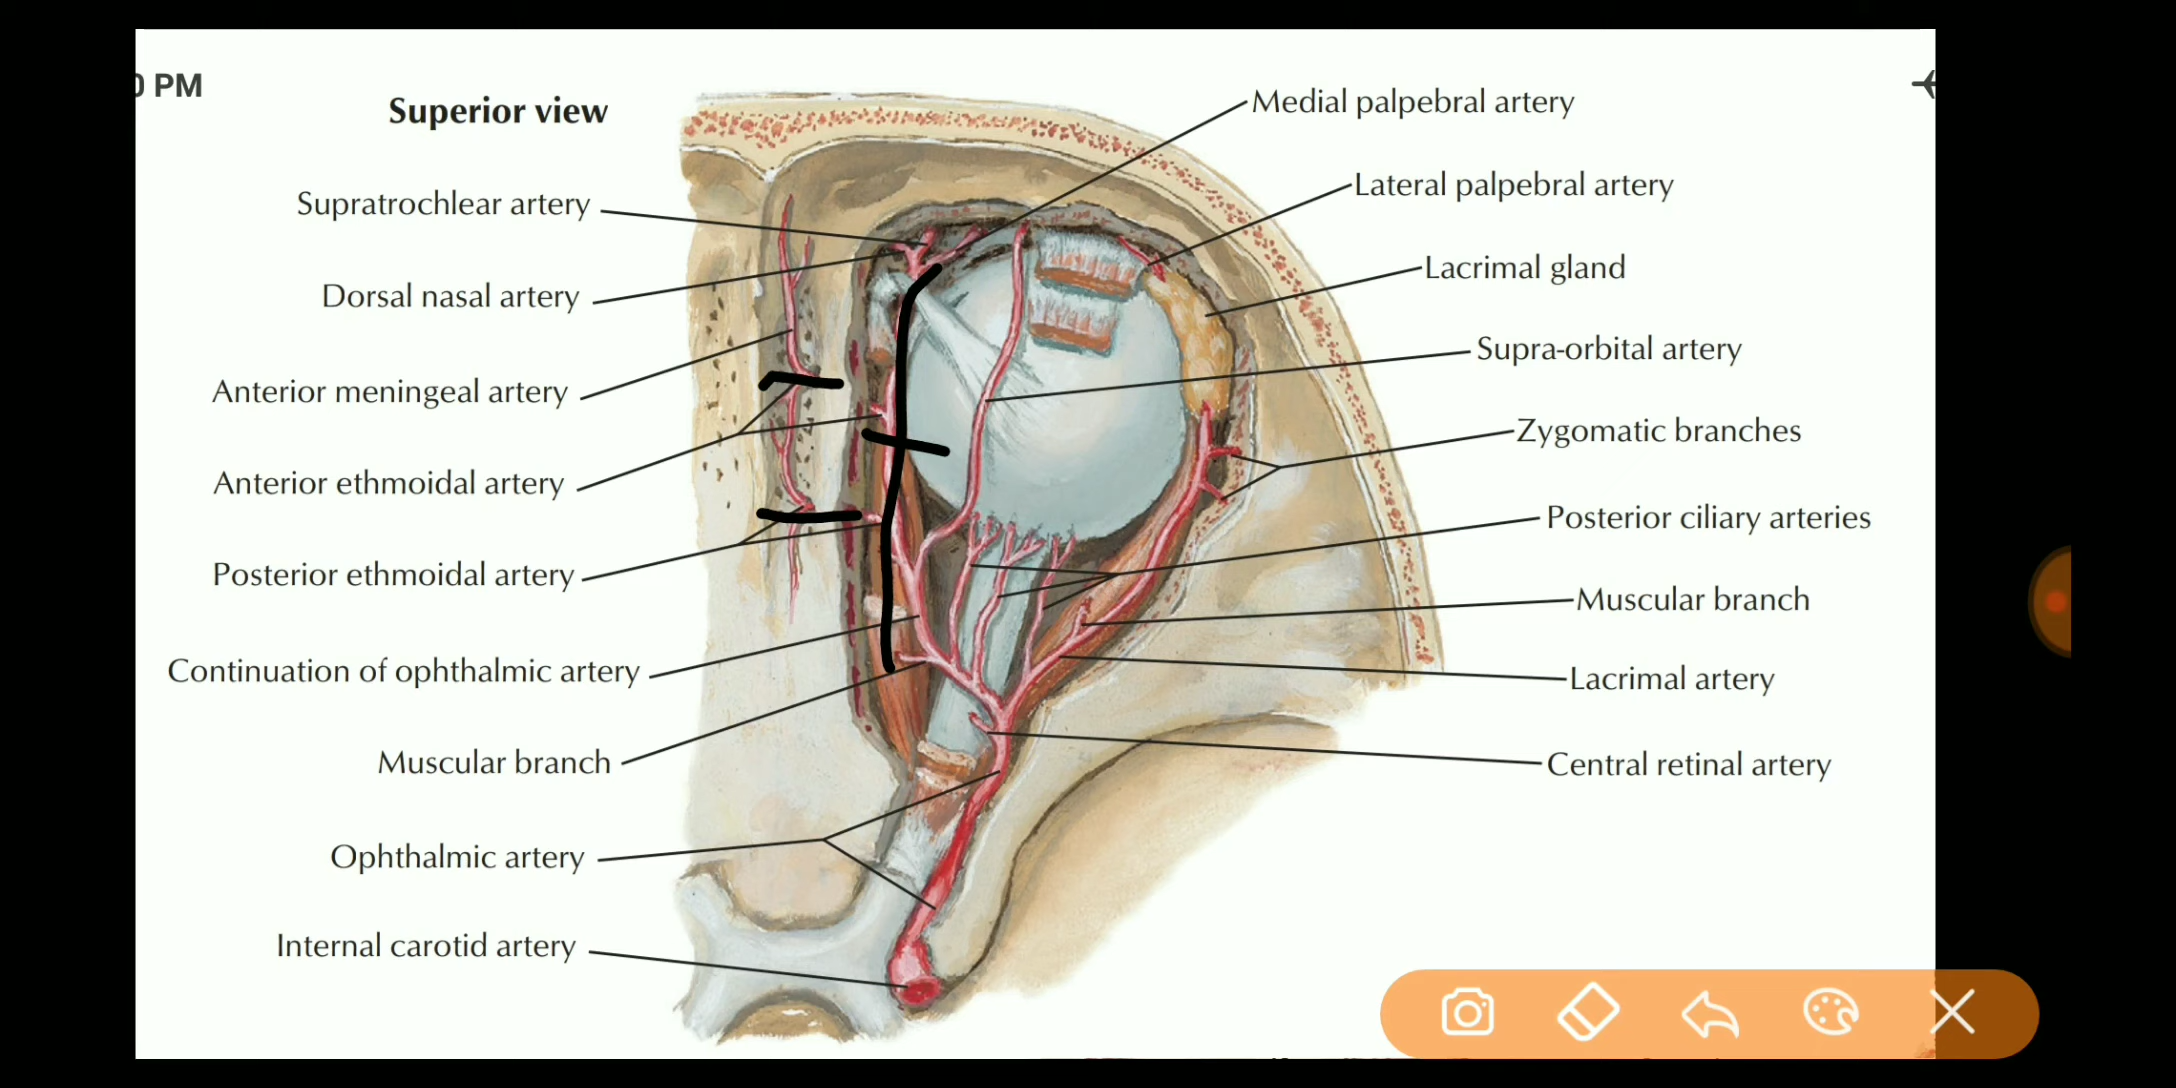 PM
Superior view
Supratrochlear artery
Dorsal nasal artery
Anterior meningeal artery
Anterior ethmoidal artery
Posterior ethmoidal artery
Continuation of ophthalmic artery
Muscular branch
Ophthalmic artery
Internal carotid artery
Medial palpebral artery
Lateral palpebral artery
Lacrimal gland
Supra-orbital artery
Zygomatic branches
Posterior ciliary arteries
Muscular branch
Lacrimal artery
Central retinal artery